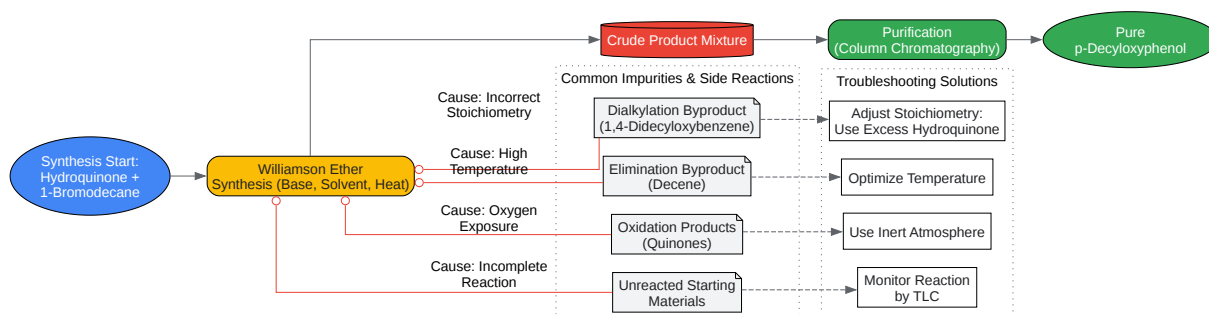 Crude Product Mixture
Purification
(Column Chromatography)
Pure
p-Decyloxyphenol
Common Impurities & Side Reactions
Troubleshooting Solutions
Cause: Incorrect
Stoichiometry
Dialkylation Byproduct
(1,4-Didecyloxybenzene)
Adjust Stoichiometry:
Use Excess Hydroquinone
Synthesis Start:
Hydroquinone +
1-Bromodecane
Williamson Ether
Synthesis (Base, Solvent, Heat)
Cause: High
Temperature
Elimination Byproduct
(Decene)
Optimize Temperature
Cause: Oxygen
Exposure
Oxidation Products
(Quinones)
Use Inert Atmosphere
Cause: Incomplete
Reaction
Unreacted Starting
Materials
Monitor Reaction
by TLC